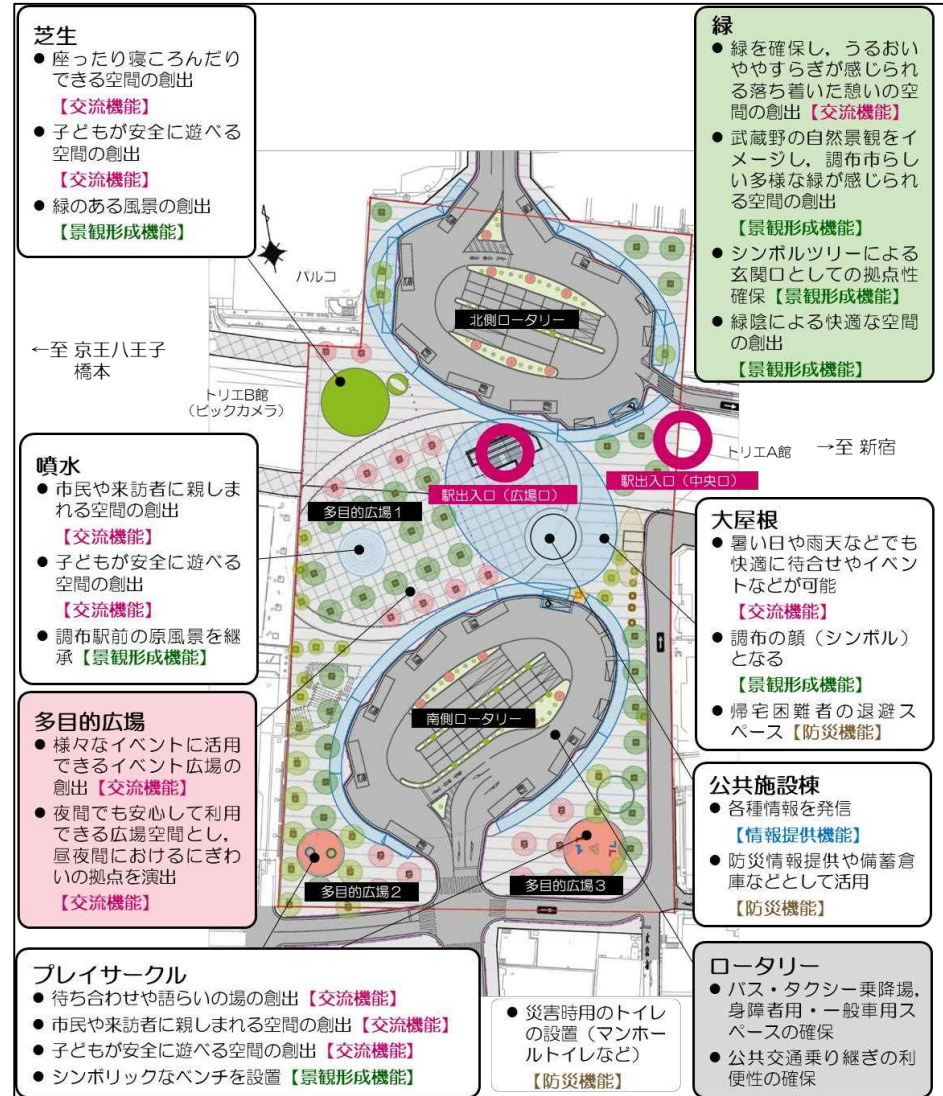 芝生
● 座ったり寝ころんだり
できる空間の創出
【交流機能】
● 子どもが安全に遊べる
空間の創出
【交流機能】
● 緑のある風景の創出
【景観形成機能】
緑
● 緑を確保し，うるおい
ややすらぎが感じられ
る落ち着いた憩いの空
間の創出【交流機能】
● 武蔵野の自然景観をイ
メージし，調布市らし
い多様な緑が感じられ
る空間の創出
【景観形成機能】
● シンボルツリーによる
玄関口としての拠点性
確保【景観形成機能】
● 緑陰による快適な空間
の創出
【景観形成機能】
パルコ
北側ロータリー
←至 京王八王子
橋本
トリエB館
（ビックカメラ）
トリエA館
→至 新宿
駅出入口（広場口）
駅出入口（中央口）
多目的広場1
噴水
● 市民や来訪者に親しま
れる空間の創出
【交流機能】
● 子どもが安全に遊べる
空間の創出
【交流機能】
● 調布駅前の原風景を継
承【景観形成機能】
大屋根
● 暑い日や雨天などでも
快適に待合せやイベン
トなどが可能
【交流機能】
● 調布の顔（シンボル）
となる
【景観形成機能】
● 帰宅困難者の退避ス
ペース【防災機能】
南側ロータリー
多目的広場
● 様々なイベントに活用
できるイベント広場の
創出【交流機能】
● 夜間でも安心して利用
できる広場空間とし，
昼夜間におけるにぎわ
いの拠点を演出
【交流機能】
公共施設棟
● 各種情報を発信
【情報提供機能】
● 防災情報提供や備蓄倉
庫などとして活用
【防災機能】
多目的広場2
多目的広場3
プレイサークル
● 待ち合わせや語らいの場の創出【交流機能】
● 市民や来訪者に親しまれる空間の創出【交流機能】
● 子どもが安全に遊べる空間の創出【交流機能】
● シンボリックなベンチを設置【景観形成機能】
● 災害時用のトイレ
の設置（マンホー
ルトイレなど）
【防災機能】
ロータリー
● バス・タクシー乗降場，
身障者用・一般車用ス
ペースの確保
● 公共交通乗り継ぎの利
便性の確保